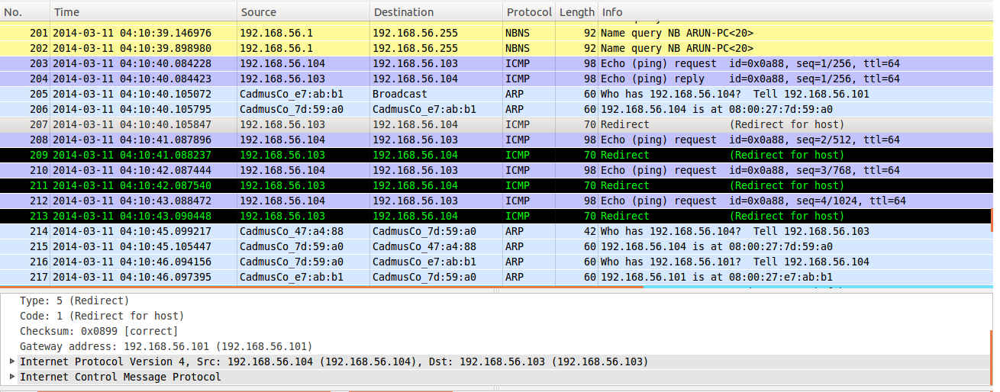 No. Time Source Destination Protocol Length Info
201 2014-03-11 04:10:39.146976 192.168.56.1 192.168.56.255 NBNS 92 Name query NB ARUN-PC<20>
202 2014-03-11 04:10:39.898980 192.168.56.1 192.168.56.255 NBNS 92 Name query NB ARUN-PC<20>
203 2014-03-11 04:10:40.084228 192.168.56.104 192.168.56.103 ICMP 98 Echo (ping) request id=0x0a88, seq=1/256, ttl=64
204 2014-03-11 04:10:40.084423 192.168.56.103 192.168.56.104 ICMP 98 Echo (ping) reply id=0x0a88, seq=1/256, ttl=64
205 2014-03-11 04:10:40.105072 CadmusCo_e7:ab:b1 Broadcast ARP 60 Who has 192.168.56.104? Tell 192.168.56.101
206 2014-03-11 04:10:40.105795 CadmusCo_7d:59:a0 CadmusCo_e7:ab:b1 ARP 60 192.168.56.104 is at 08:00:27:7d:59:a0
207 2014-03-11 04:10:40.105847 192.168.56.103 192.168.56.104 ICMP 70 Redirect (Redirect for host)
208 2014-03-11 04:10:41.087896 192.168.56.104 192.168.56.103 ICMP 98 Echo (ping) request id=0x0a88, seq=2/512, ttl=64
209 2014-03-11 04:10:41.088237 192.168.56.103 192.168.56.104 ICMP 70 Redirect (Redirect for host)
210 2014-03-11 04:10:42.087444 192.168.56.104 192.168.56.103 ICMP 98 Echo (ping) request id=0x0a88, seq=3/768, ttl=64
211 2014-03-11 04:10:42.087540 192.168.56.103 192.168.56.104 ICMP 70 Redirect (Redirect for host)
212 2014-03-11 04:10:43.088472 192.168.56.104 192.168.56.103 ICMP 98 Echo (ping) request id=0x0a88, seq=4/1024, ttl=64
213 2014-03-11 04:10:43.090448 192.168.56.103 192.168.56.104 ICMP 70 Redirect (Redirect for host)
214 2014-03-11 04:10:45.099217 CadmusCo_47:a4:88 CadmusCo_7d:59:a0 ARP 42 Who has 192.168.56.104? Tell 192.168.56.103
215 2014-03-11 04:10:45.105447 CadmusCo_7d:59:a0 CadmusCo_47:a4:88 ARP 60 192.168.56.104 is at 08:00:27:7d:59:a0
216 2014-03-11 04:10:46.094156 CadmusCo_7d:59:a0 CadmusCo_e7:ab:b1 ARP 60 Who has 192.168.56.101? Tell 192.168.56.104
217 2014-03-11 04:10:46.097395 CadmusCo_e7:ab:b1 CadmusCo_7d:59:a0 ARP 60 192.168.56.101 is at 08:00:27:e7:ab:b1
Type: 5 (Redirect)
Code: 1 (Redirect for host)
Checksum: 0x0899 [correct]
Gateway address: 192.168.56.101 (192.168.56.101)
Internet Protocol Version 4, Src: 192.168.56.104 (192.168.56.104), Dst: 192.168.56.103 (192.168.56.103)
Internet Control Message Protocol